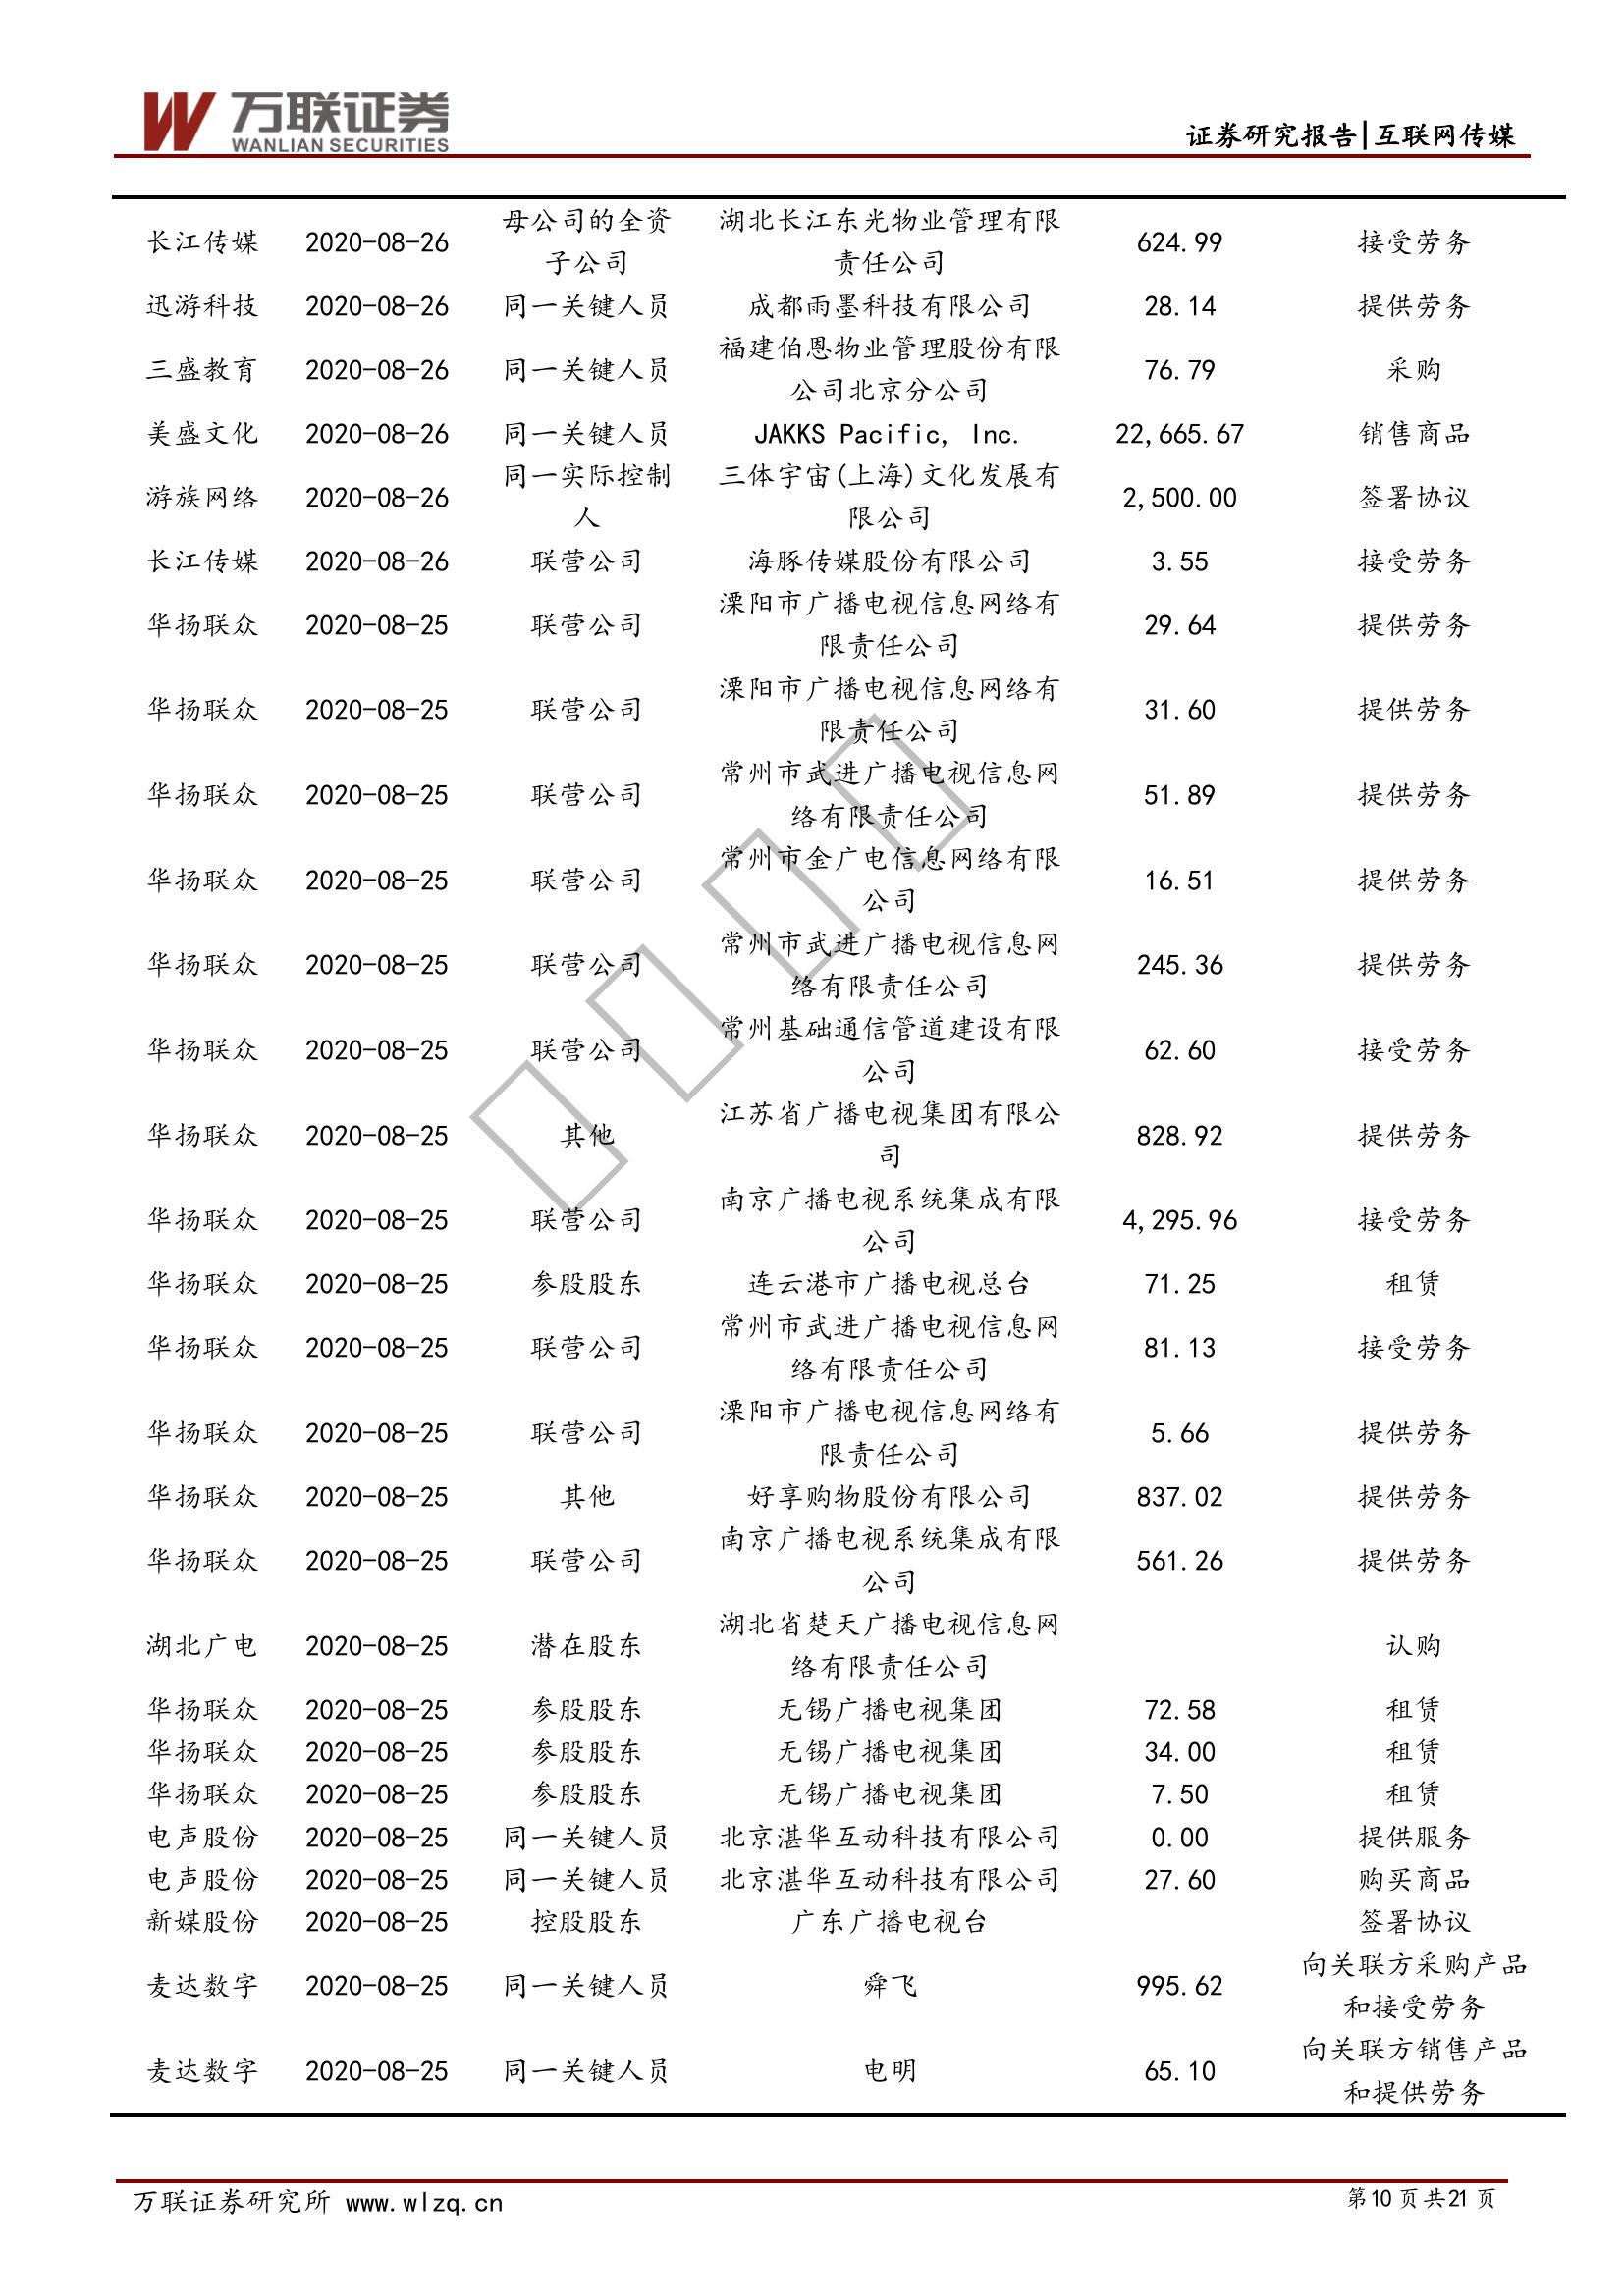 万联证券
WANLIAN SECURITIES
证券研究报告|互联网传媒
长江传媒 2020-08-26 母公司的全资 湖北长江东光物业管理有限 624.99 接受劳务
子公司 责任公司
迅游科技 2020-08-26 同一关键人员 成都雨墨科技有限公司 28.14 提供劳务
三盛教育 2020-08-26 同一关键人员 福建伯恩物业管理股份有限 76.79 采购
公司北京分公司
美盛文化 2020-08-26 同一关键人员 JAKKS Pacific, Inc. 22,665.67 销售商品
游族网络 2020-08-26 同一实际控制 三体宇宙(上海)文化发展有 2,500.00 签署协议
人 限公司
长江传媒 2020-08-26 联营公司 海豚传媒股份有限公司 3.55 接受劳务
华扬联众 2020-08-25 联营公司 溧阳市广播电视信息网络有 29.64 提供劳务
限责任公司
华扬联众 2020-08-25 联营公司 溧阳市广播电视信息网络有 31.60 提供劳务
限责任公司
华扬联众 2020-08-25 联营公司 常州市武进广播电视信息网 51.89 提供劳务
络有限责任公司
华扬联众 2020-08-25 联营公司 常州市金广电信息网络有限 16.51 提供劳务
公司
华扬联众 2020-08-25 联营公司 常州市武进广播电视信息网 245.36 提供劳务
络有限责任公司
华扬联众 2020-08-25 联营公司 常州基础通信管道建设有限 62.60 接受劳务
公司
华扬联众 2020-08-25 其他 江苏省广播电视集团有限公 828.92 提供劳务
司
华扬联众 2020-08-25 联营公司 南京广播电视系统集成有限 4,295.96 接受劳务
公司
华扬联众 2020-08-25 参股股东 连云港市广播电视总台 71.25 租赁
华扬联众 2020-08-25 联营公司 常州市武进广播电视信息网 81.13 接受劳务
络有限责任公司
华扬联众 2020-08-25 联营公司 溧阳市广播电视信息网络有 5.66 提供劳务
限责任公司
华扬联众 2020-08-25 其他 好享购物股份有限公司 837.02 提供劳务
华扬联众 2020-08-25 联营公司 南京广播电视系统集成有限 561.26 提供劳务
公司
湖北广电 2020-08-25 潜在股东 湖北省楚天广播电视信息网 认购
络有限责任公司
华扬联众 2020-08-25 参股股东 无锡广播电视集团 72.58 租赁
华扬联众 2020-08-25 参股股东 无锡广播电视集团 34.00 租赁
华扬联众 2020-08-25 参股股东 无锡广播电视集团 7.50 租赁
电声股份 2020-08-25 同一关键人员 北京湛华互动科技有限公司 0.00 提供服务
电声股份 2020-08-25 同一关键人员 北京湛华互动科技有限公司 27.60 购买商品
新媒股份 2020-08-25 控股股东 广东广播电视台 签署协议
麦达数字 2020-08-25 同一关键人员 舜飞 995.62 向关联方采购产品
和接受劳务
麦达数字 2020-08-25 同一关键人员 电明 65.10 向关联方销售产品
和提供劳务
万联证券研究所 www.wlzq.cn
第10页共21页